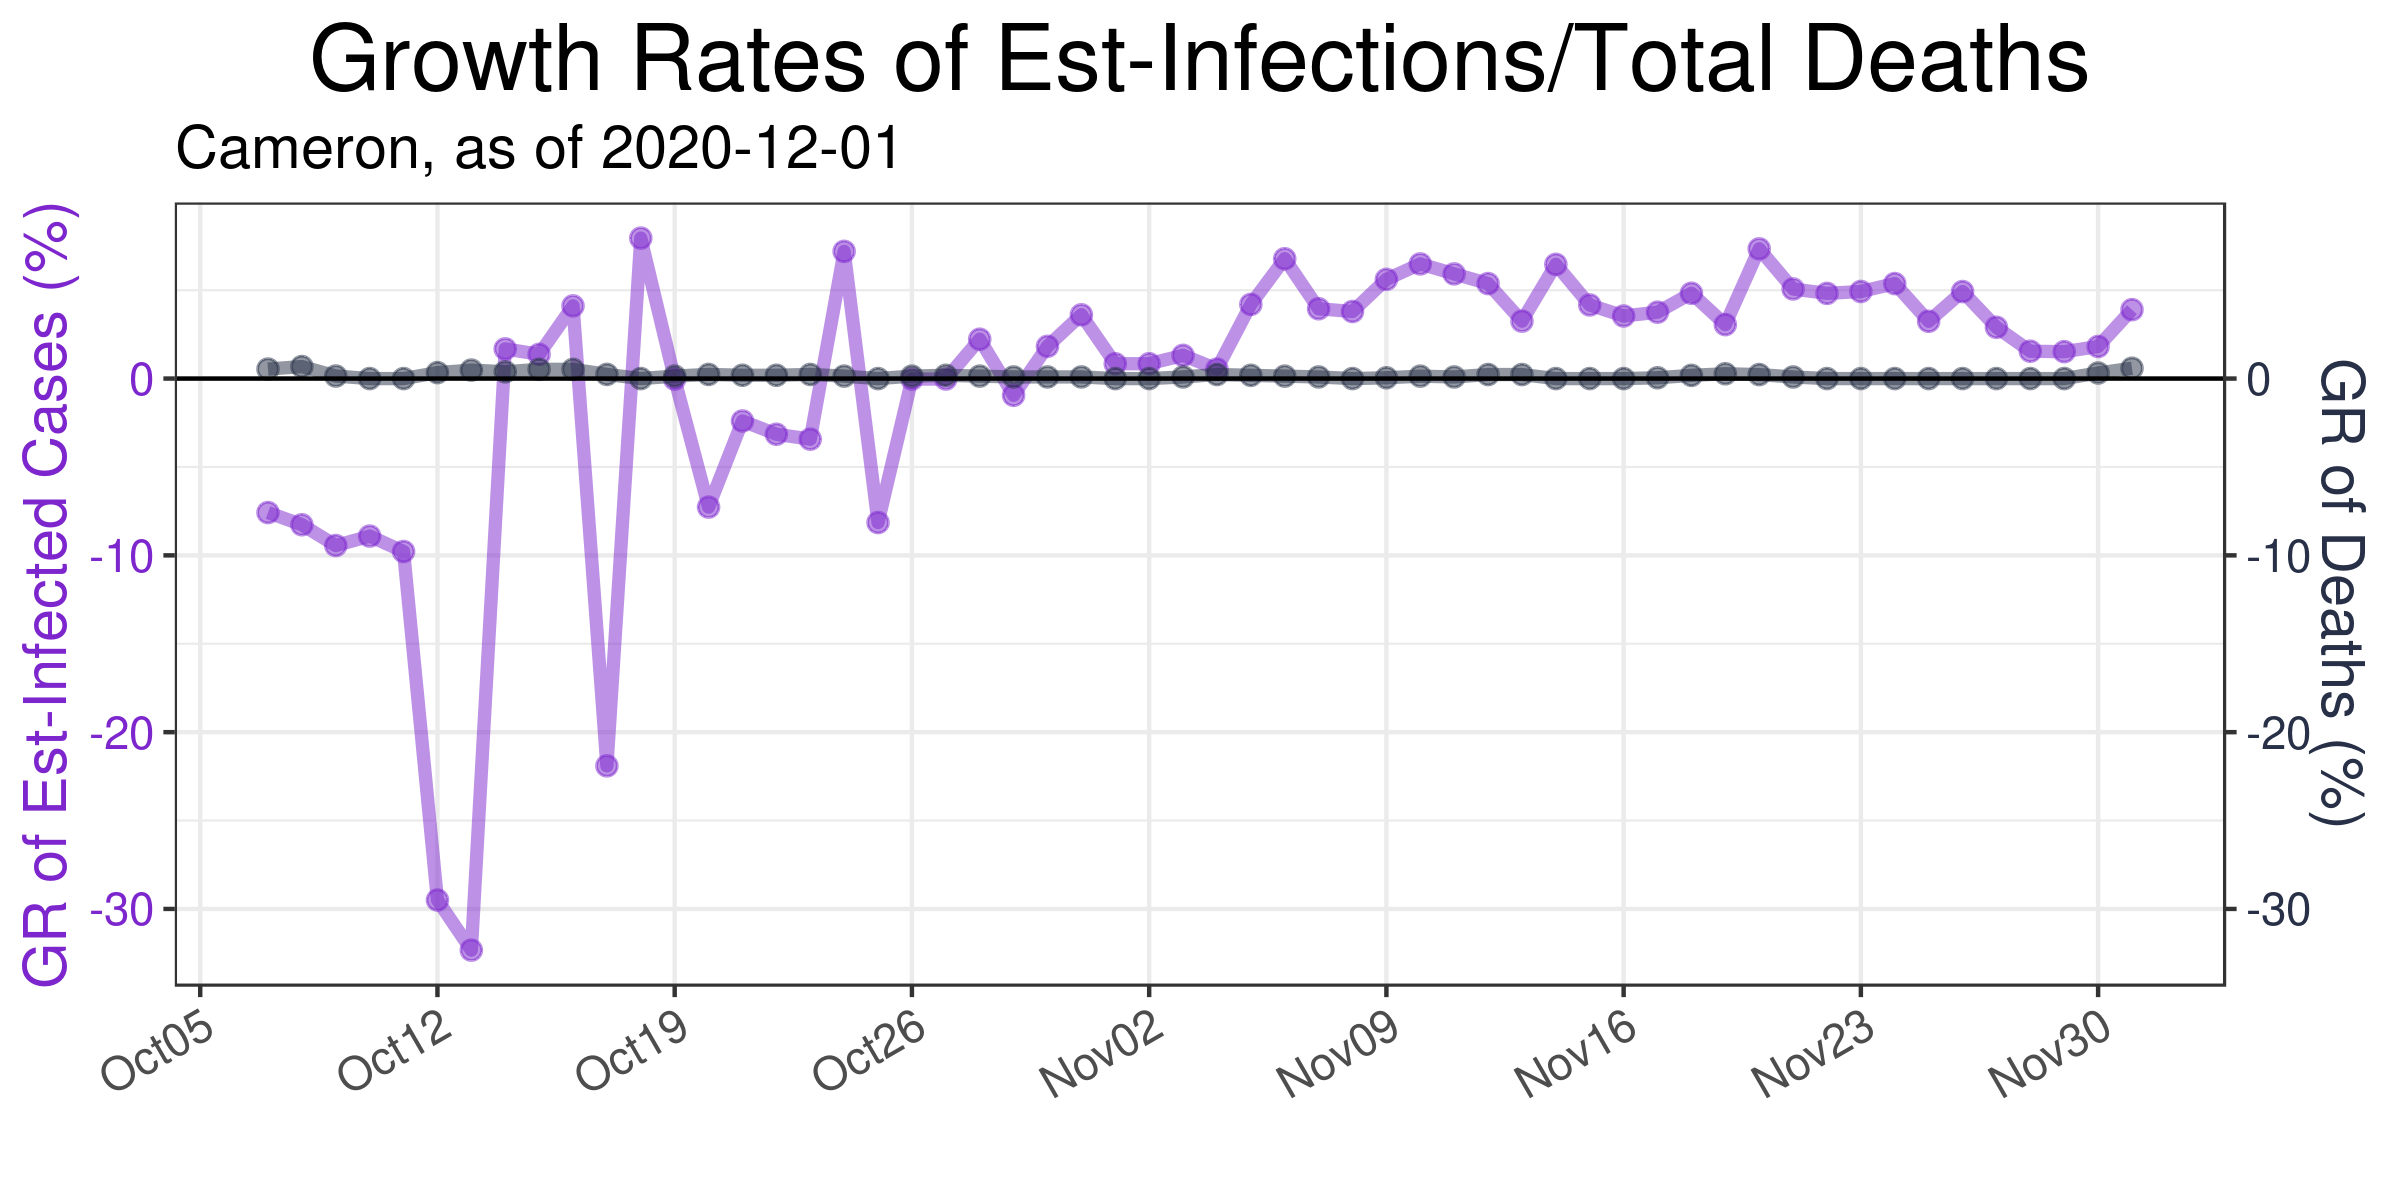 Growth Rates of Est-Infections/Total Deaths
Cameron, as of 2020-12-01
GR of Est-Infected Cases (%)
0
-10
-20
-30
0
-10
-20
-30
GR of Deaths (%)
Oct05
Oct12
Oct19
Oct26
Nov02
Nov09
Nov16
Nov23
Nov30